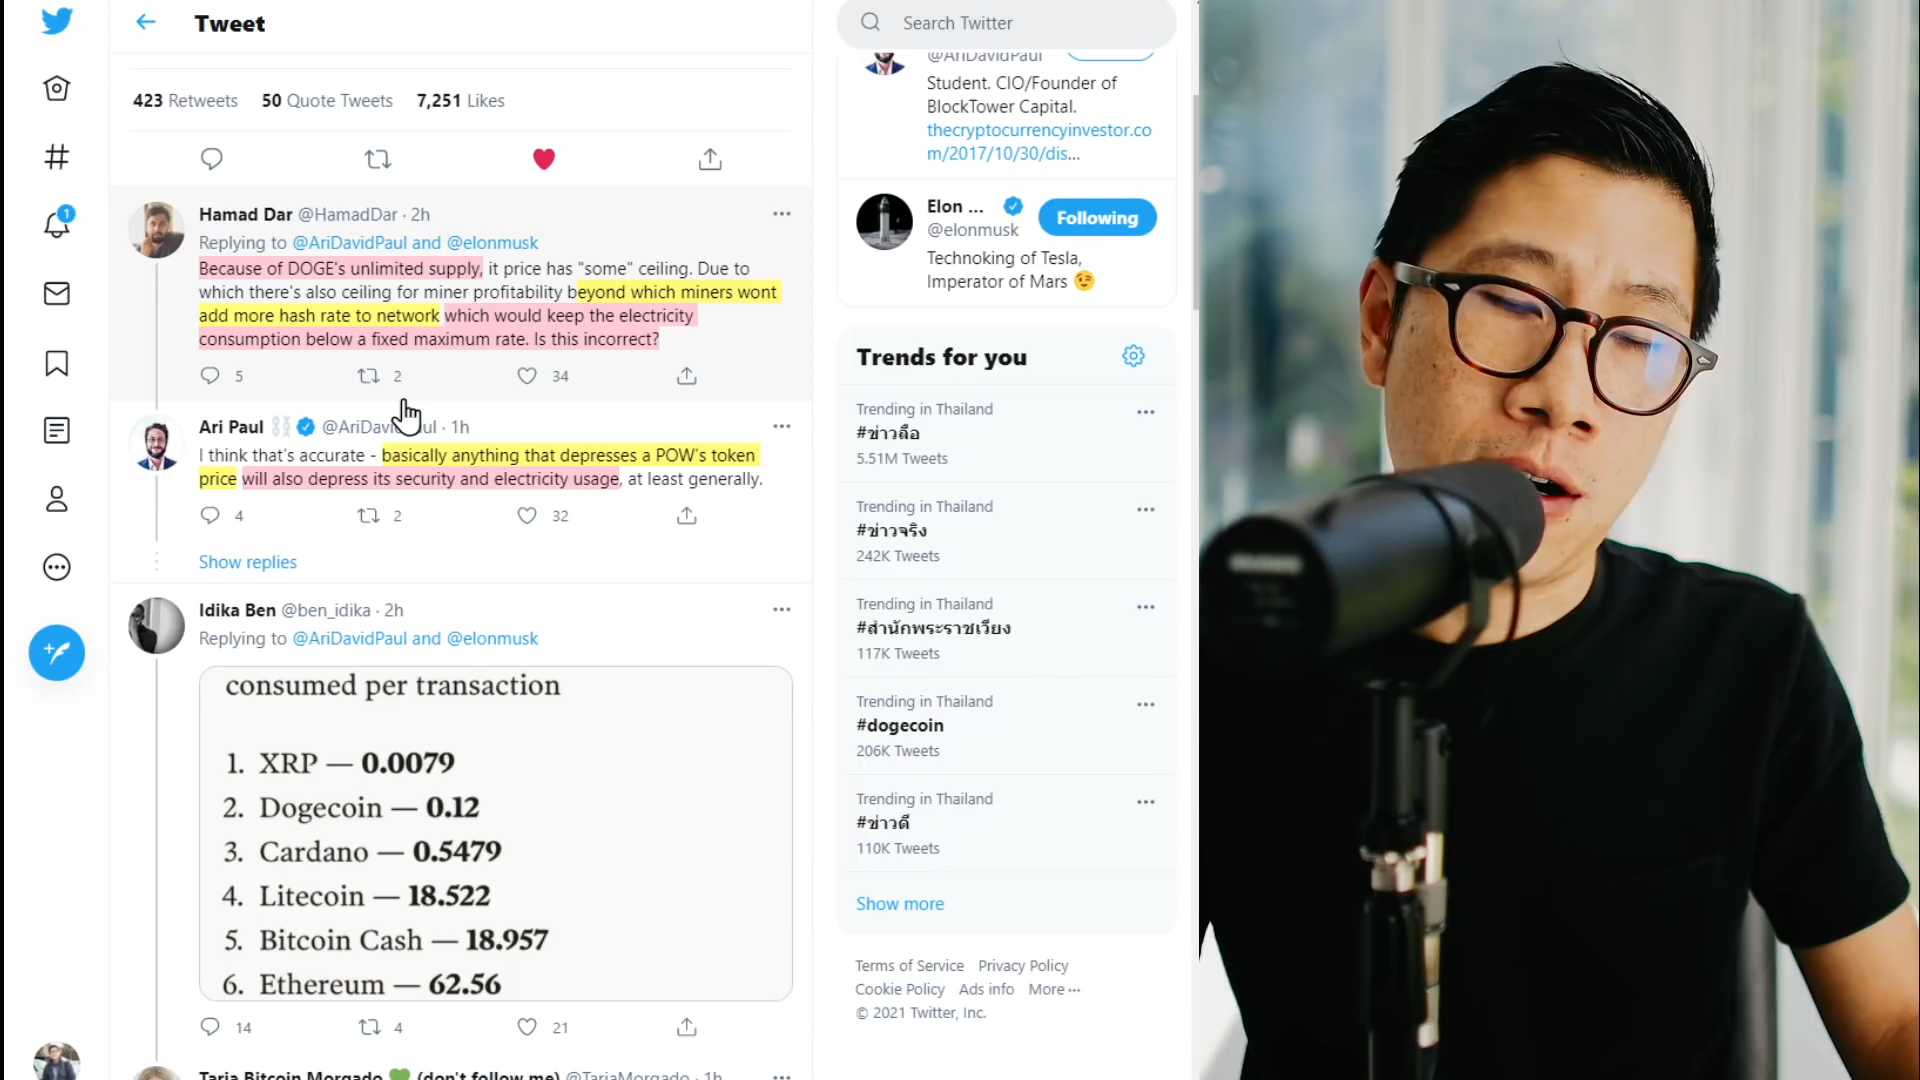 Tweet
423 Retweets 50 Quote Tweets 7,251 Likes
Hamad Dar @HamadDar · 2h
Replying to @AriDavidPaul and @elonmusk
Because of DOGE's unlimited supply, it price has "some" ceiling. Due to
which there's also ceiling for miner profitability beyond which miners wont
add more hash rate to network which would keep the electricity
consumption below a fixed maximum rate. Is this incorrect?
5 2 34
Ari Paul @AriDavidPaul · 1h
I think that's accurate - basically anything that depresses a POW's token
price will also depress its security and electricity usage, at least generally.
4 2 32
Show replies
Idika Ben @ben_idika · 2h
Replying to @AriDavidPaul and @elonmusk
consumed per transaction
1. XRP — 0.0079
2. Dogecoin — 0.12
3. Cardano — 0.5479
4. Litecoin — 18.522
5. Bitcoin Cash — 18.957
6. Ethereum — 62.56
14 4 21
Taria Bitcoin Morgado 💚 (don't follow me) @TariaMorgado · 1h
1
Search Twitter
@AriDavidPaul
Student. CIO/Founder of
BlockTower Capital.
thecryptocurrencyinvestor.co
m/2017/10/30/dis...
Elon ...
@elonmusk
Following
Technoking of Tesla,
Imperator of Mars 😉
Trends for you
Trending in Thailand
#ข่าวลือ
5.51M Tweets
Trending in Thailand
#ข่าวจริง
242K Tweets
Trending in Thailand
#สํานักพระราชเวียง
117K Tweets
Trending in Thailand
#dogecoin
206K Tweets
Trending in Thailand
#ข่าวดี
110K Tweets
Show more
Terms of Service Privacy Policy
Cookie Policy Ads info More ···
© 2021 Twitter, Inc.